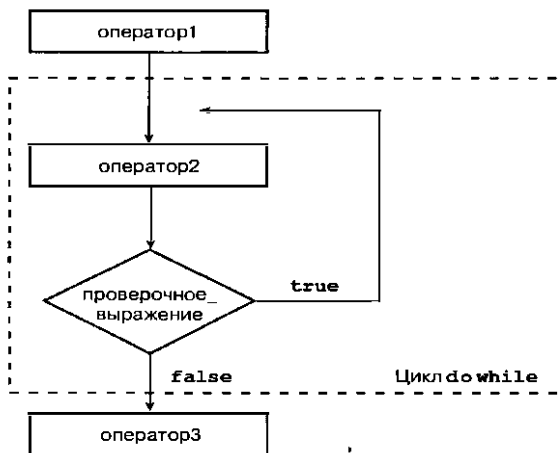 оператор1
оператор2
проверочное_
выражение
true
false
Цикл do while
оператор3